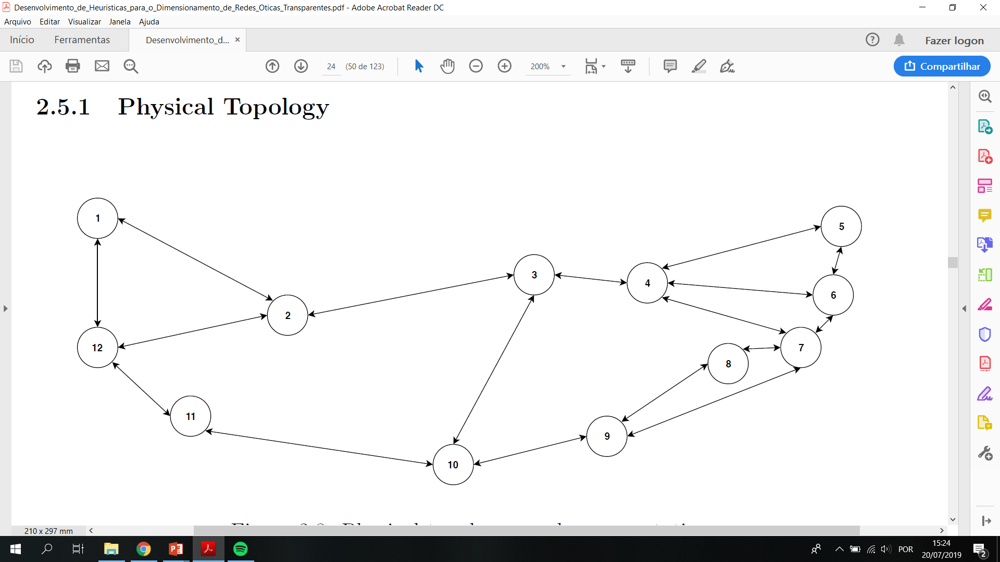 Desenvolvimento_de_Heuristicas_para_o_Dimensionamento_de_Redes_Oticas_Transparentes.pdf - Adobe Acrobat Reader DC
Arquivo Editar Visualizar Janela Ajuda
Início Ferramentas Desenvolvimento_d... × Fazer logon
24 (50 de 123) 200% Compartilhar
2.5.1 Physical Topology
1
5
3
4
6
2
12
7
8
11
9
10
210 x 297 mm
POR
15:24
20/07/2019
2